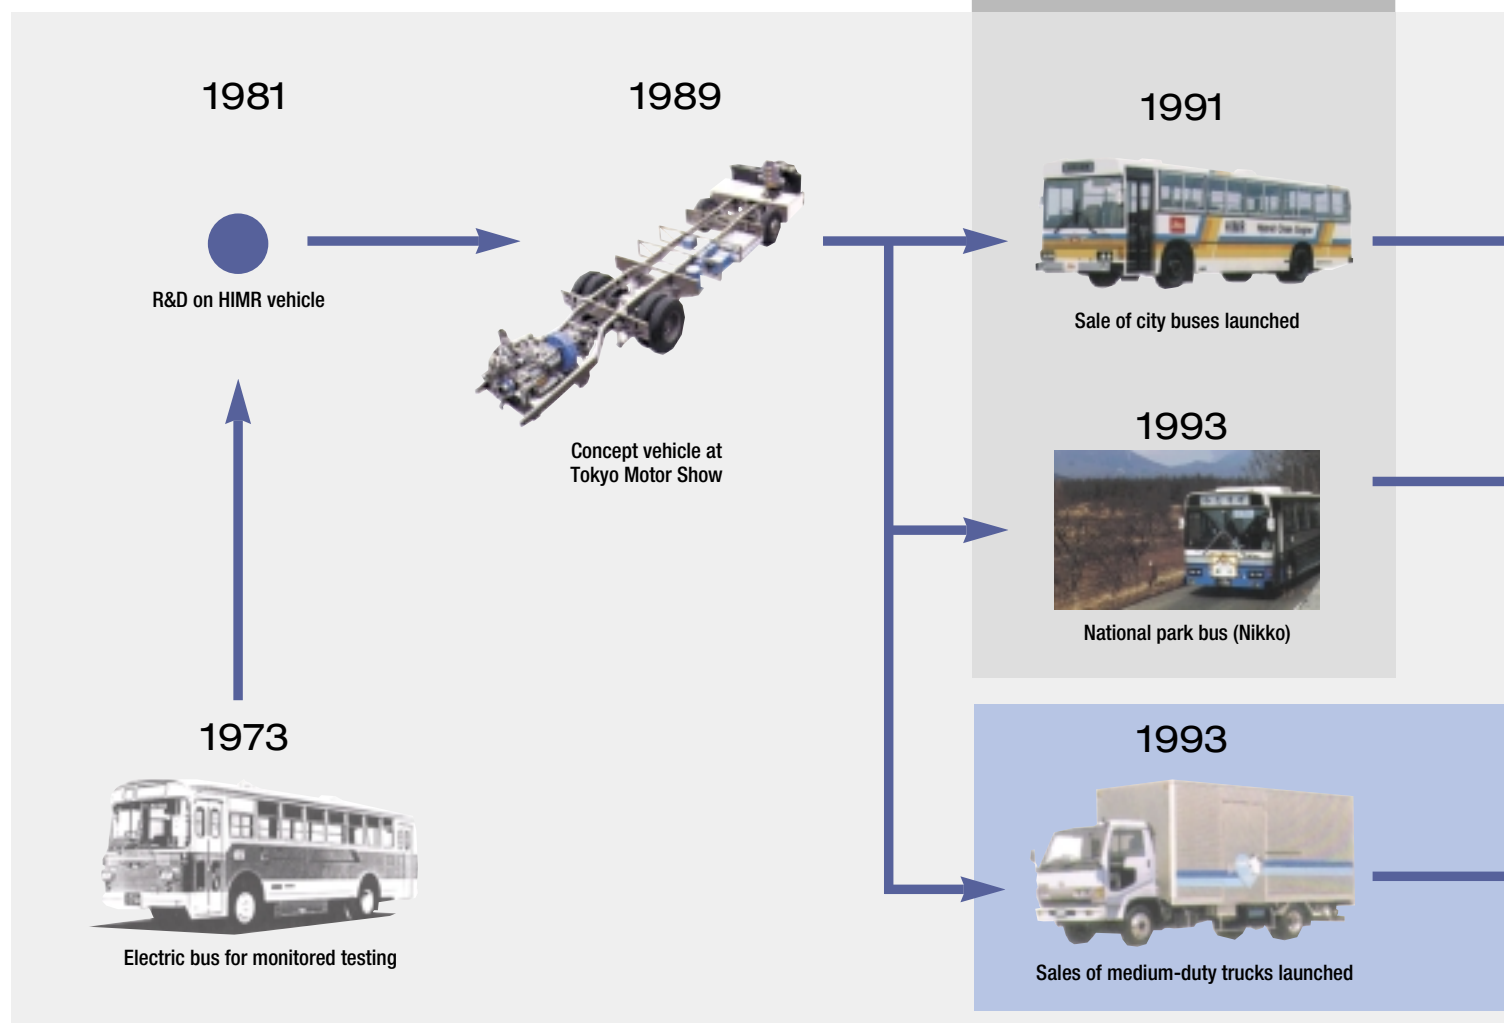 1981
R&D on HIMR vehicle
1973
Electric bus for monitored testing
1989
Concept vehicle at
Tokyo Motor Show
1991
HIMR
Sale of city buses launched
1993
National park bus (Nikko)
1993
Sales of medium-duty trucks launched